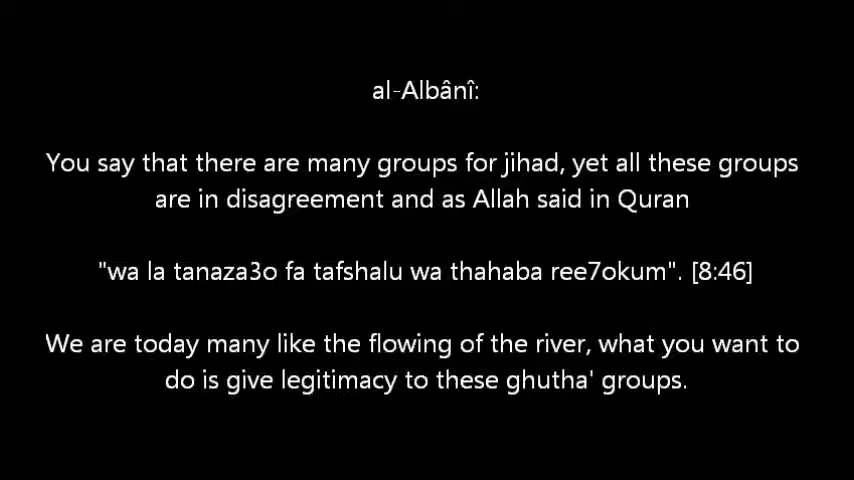 al-Albânî:
You say that there are many groups for jihad, yet all these groups
are in disagreement and as Allah said in Quran
"wa la tanaza3o fa tafshalu wa thahaba ree7okum". [8:46]
We are today many like the flowing of the river, what you want to
do is give legitimacy to these ghutha' groups.